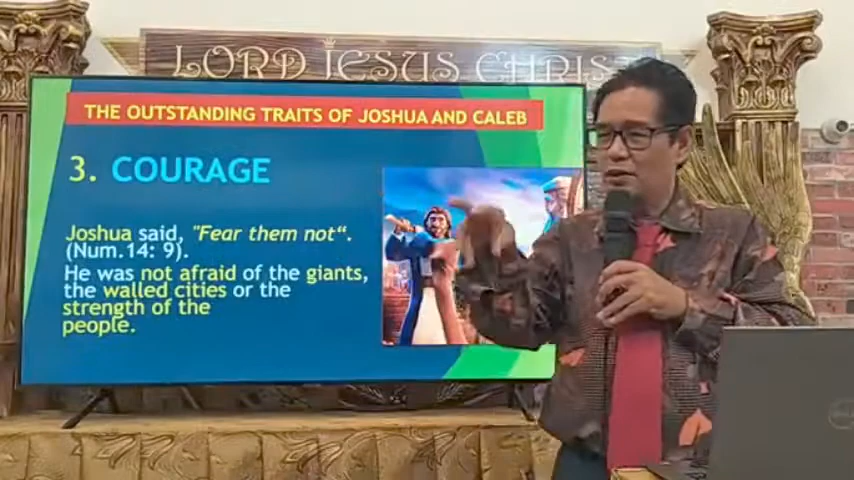 LORD JESUS CHRIST
THE OUTSTANDING TRAITS OF JOSHUA AND CALEB
3. COURAGE
Joshua said, "Fear them not“.
(Num.14: 9).
He was not afraid of the giants,
the walled cities or the
strength of the
people.
DELL